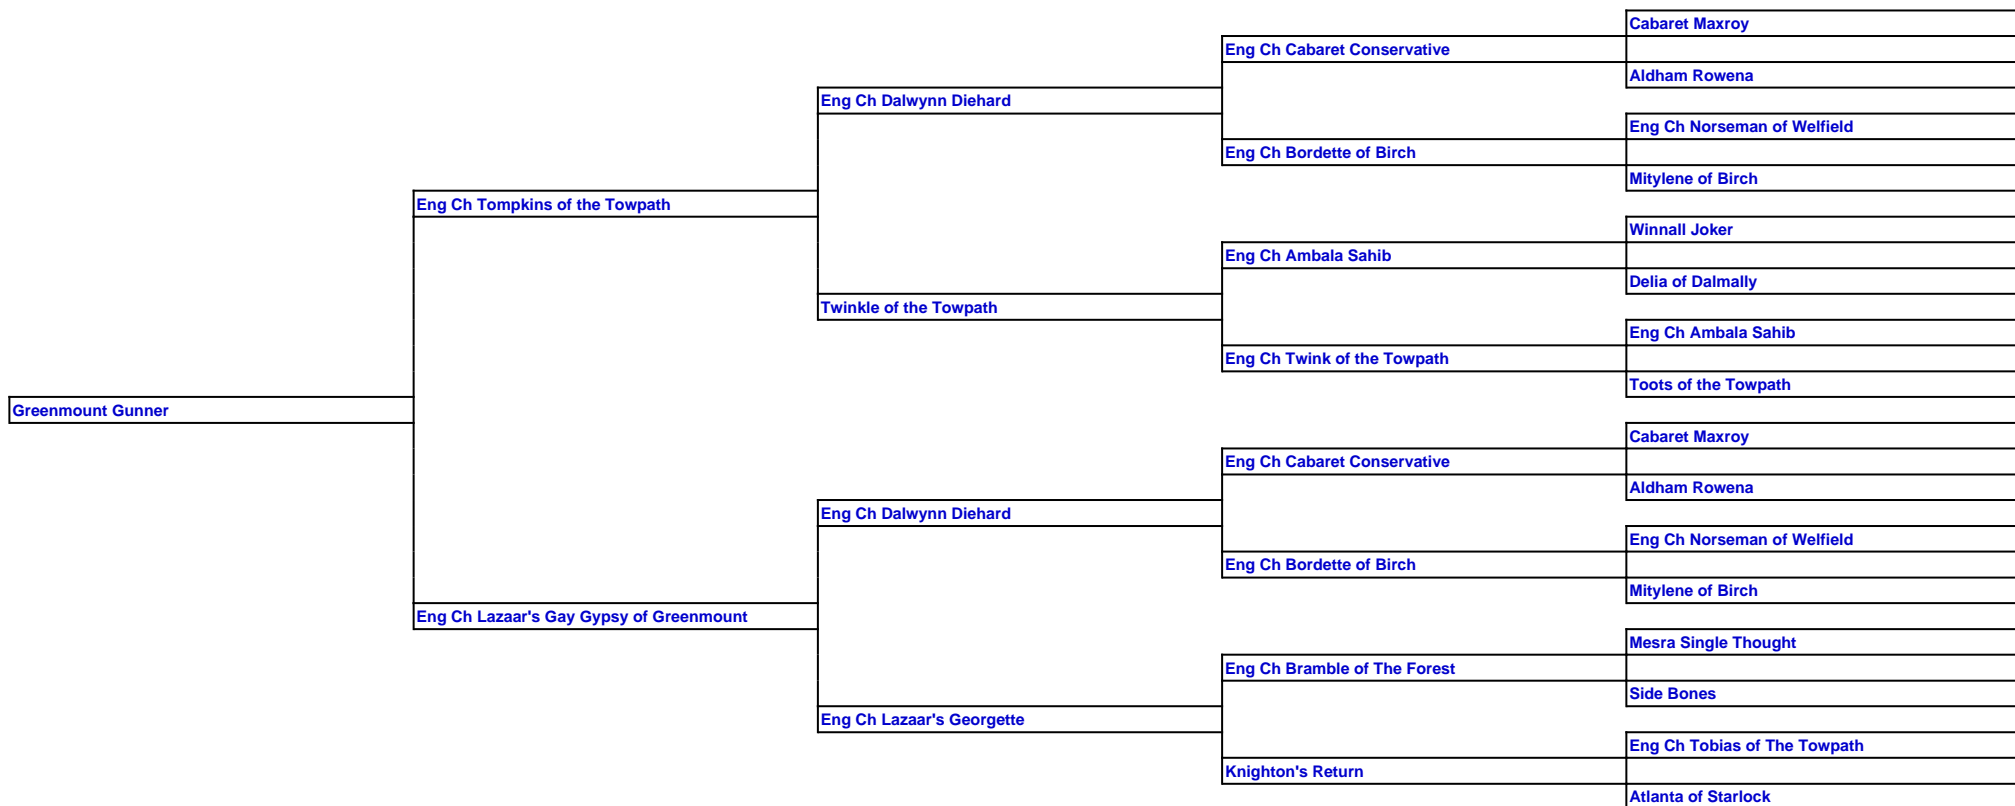 Cabaret Maxroy
Eng Ch Cabaret Conservative
Aldham Rowena
Eng Ch Dalwynn Diehard
Eng Ch Norseman of Welfield
Eng Ch Bordette of Birch
Mitylene of Birch
Eng Ch Tompkins of the Towpath
Winnall Joker
Eng Ch Ambala Sahib
Delia of Dalmally
Twinkle of the Towpath
Eng Ch Ambala Sahib
Eng Ch Twink of the Towpath
Toots of the Towpath
Greenmount Gunner
Cabaret Maxroy
Eng Ch Cabaret Conservative
Aldham Rowena
Eng Ch Dalwynn Diehard
Eng Ch Norseman of Welfield
Eng Ch Bordette of Birch
Mitylene of Birch
Eng Ch Lazaar's Gay Gypsy of Greenmount
Mesra Single Thought
Eng Ch Bramble of The Forest
Side Bones
Eng Ch Lazaar's Georgette
Eng Ch Tobias of The Towpath
Knighton's Return
Atlanta of Starlock